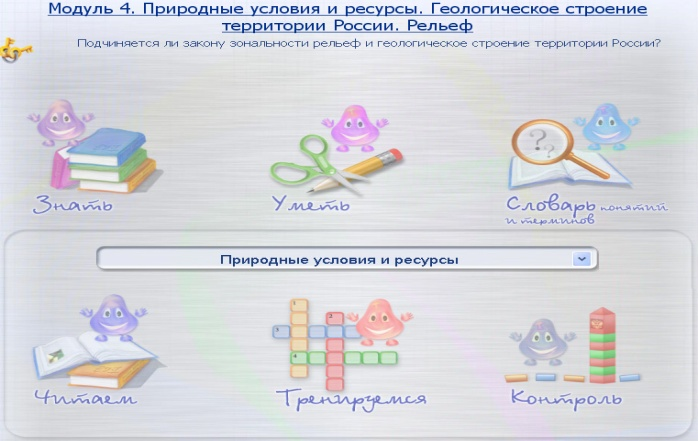 Модуль 4. Природные условия и ресурсы. Геологическое строение
территории России. Рельеф
Подчиняется ли закону зональности рельеф и геологическое строение территории России?
Знать
Уметь
Словарь понятий
и терминов
Природные условия и ресурсы
Читаем
Тренируемся
Контроль